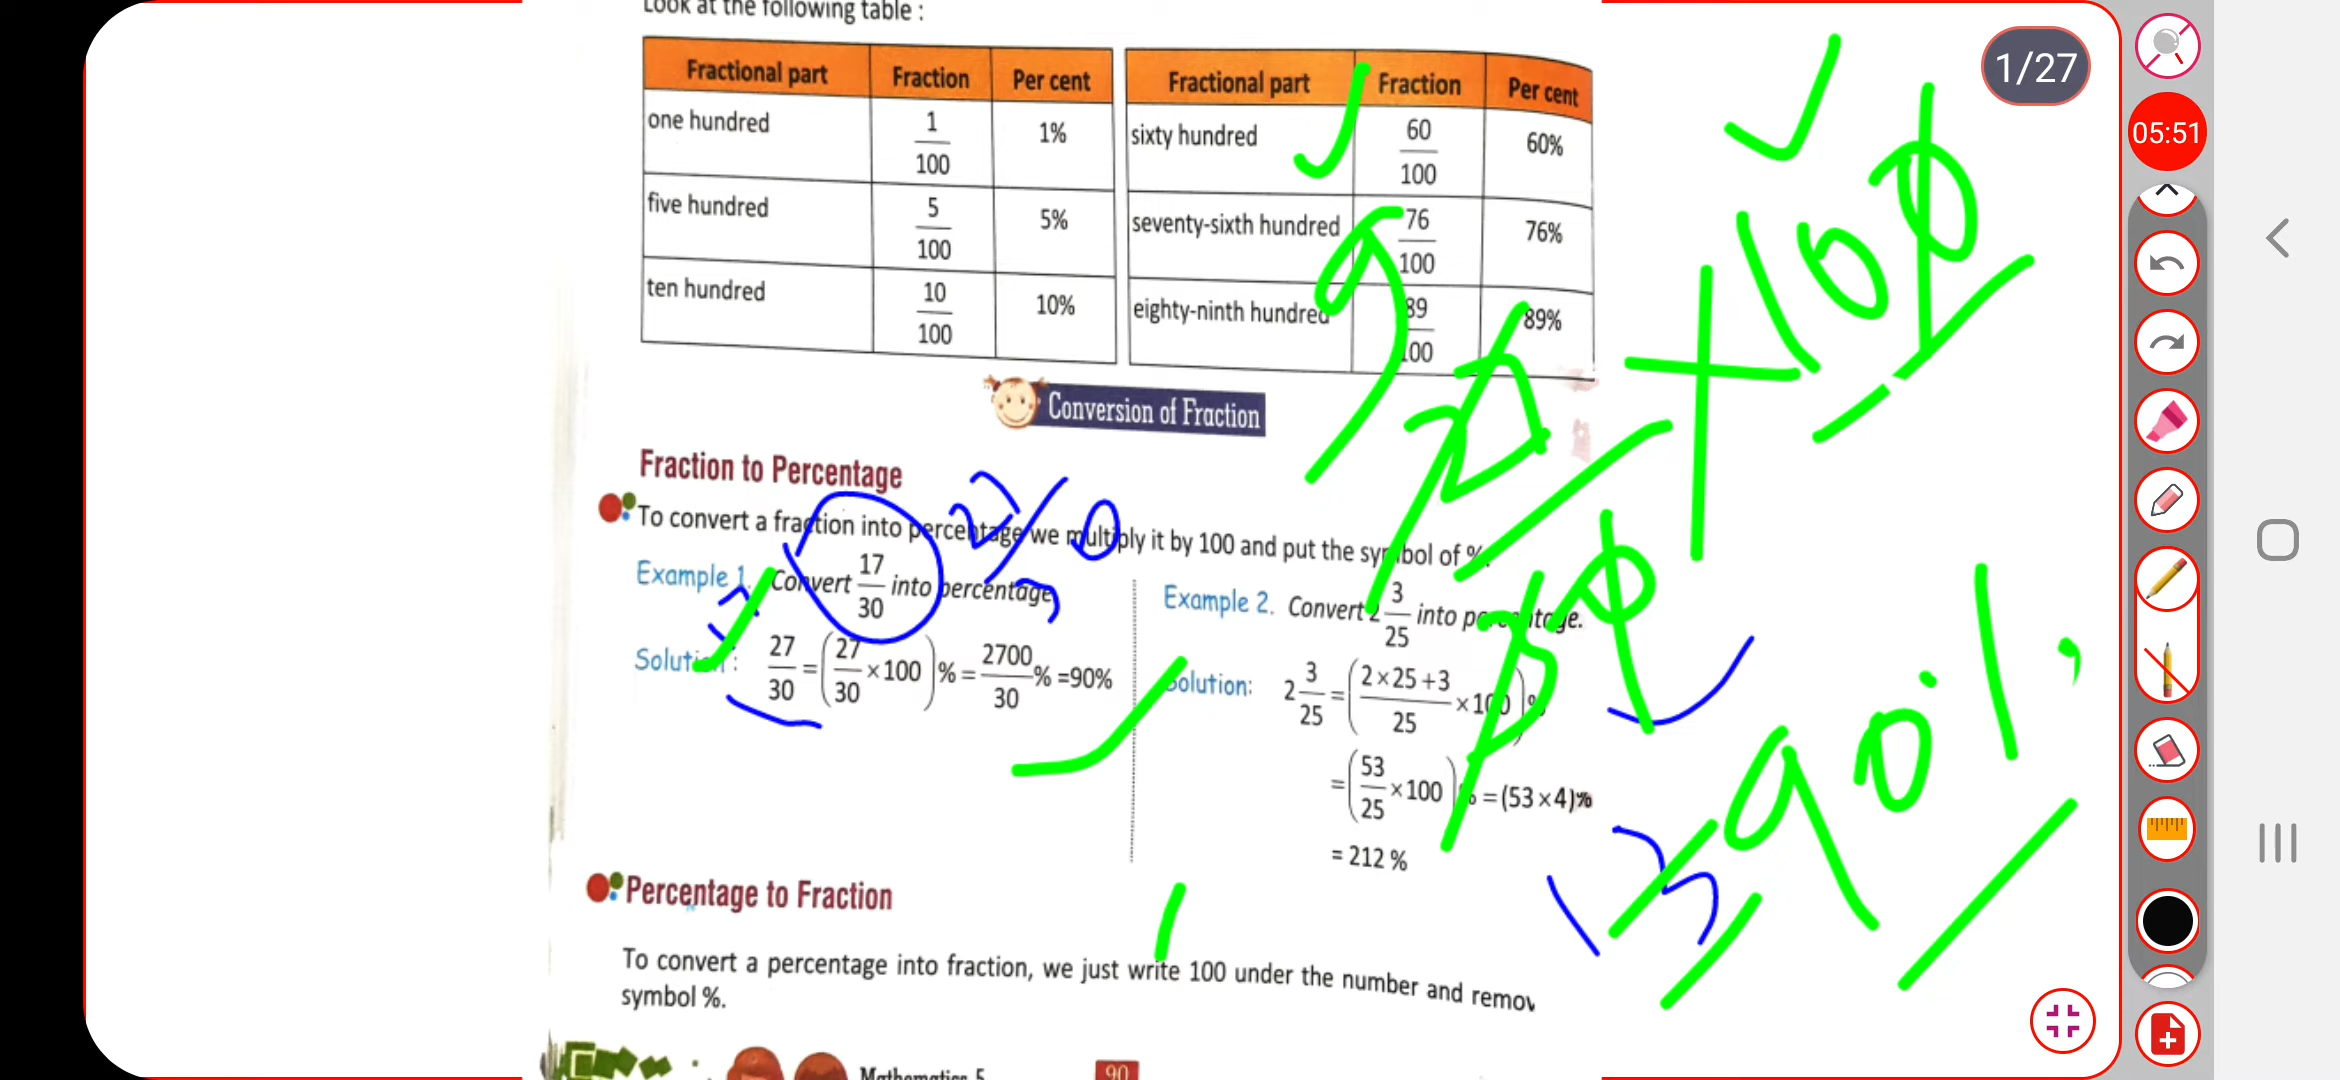 Look at the following table :
Fractional part Fraction Per cent
one hundred 1/100 1%
five hundred 5/100 5%
ten hundred 10/100 10%
Fractional part Fraction Per cent
sixty hundred 60/100 60%
seventy-sixth hundred 76/100 76%
eighty-ninth hundred 89/100 89%
Conversion of Fraction
Fraction to Percentage
To convert a fraction into percentage we multiply it by 100 and put the symbol of %.
Example 1. Convert 17/30 into percentage
Solution : 27/30 = (27/30 ×100)% = 2700/30 % =90%
Example 2. Convert 2 3/25 into percentage.
Solution: 2 3/25 = (2×25+3/25 ×100)%
= (53/25 ×100)% = (53×4)%
= 212 %
Percentage to Fraction
To convert a percentage into fraction, we just write 100 under the number and remov
symbol %.
Mathematics 5
90
1/27
05:51
27
×100
90%